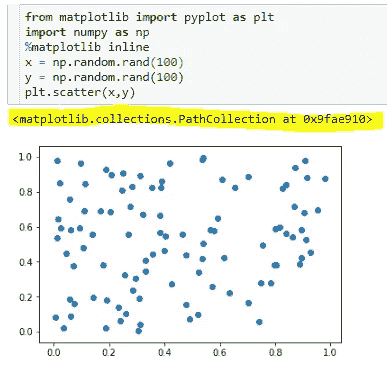 from matplotlib import pyplot as plt
import numpy as np
%matplotlib inline
x = np.random.rand(100)
y = np.random.rand(100)
plt.scatter(x,y)
<matplotlib.collections.PathCollection at 0x9fae910>
1.0
0.8
0.6
0.4
0.2
0.0
0.0 0.2 0.4 0.6 0.8 1.0